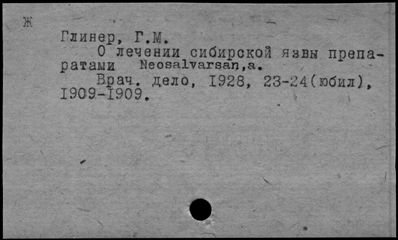 Ж
Глинер, Г.М.
О лечении сибирской язвы препа-
ратами Neosalvarsan,a.
Врач. дело, 1928, 23-24(юбил),
1909-1909.